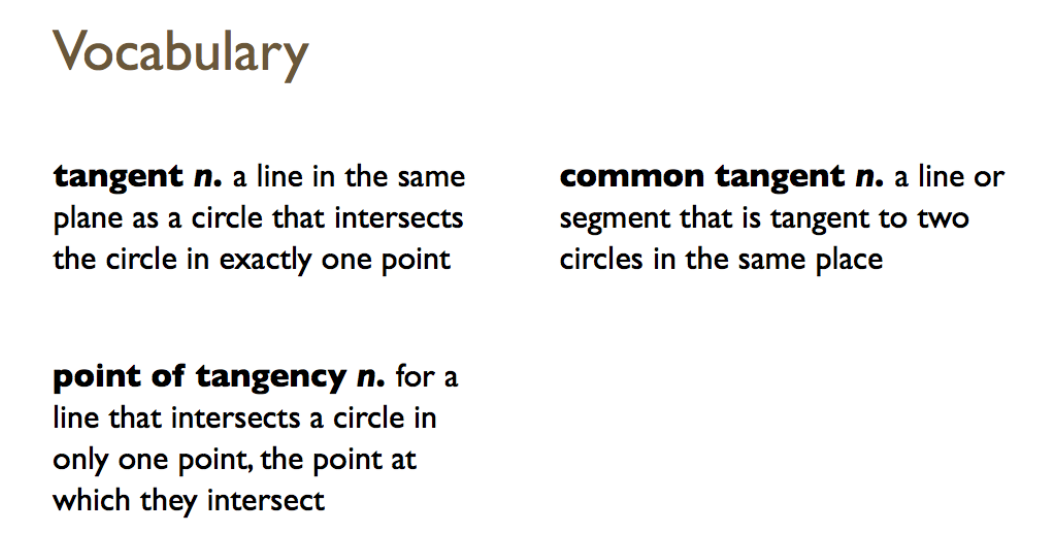 Vocabulary
tangent n. a line in the same
plane as a circle that intersects
the circle in exactly one point
point of tangency n. for a
line that intersects a circle in
only one point, the point at
which they intersect
common tangent n. a line or
segment that is tangent to two
circles in the same place